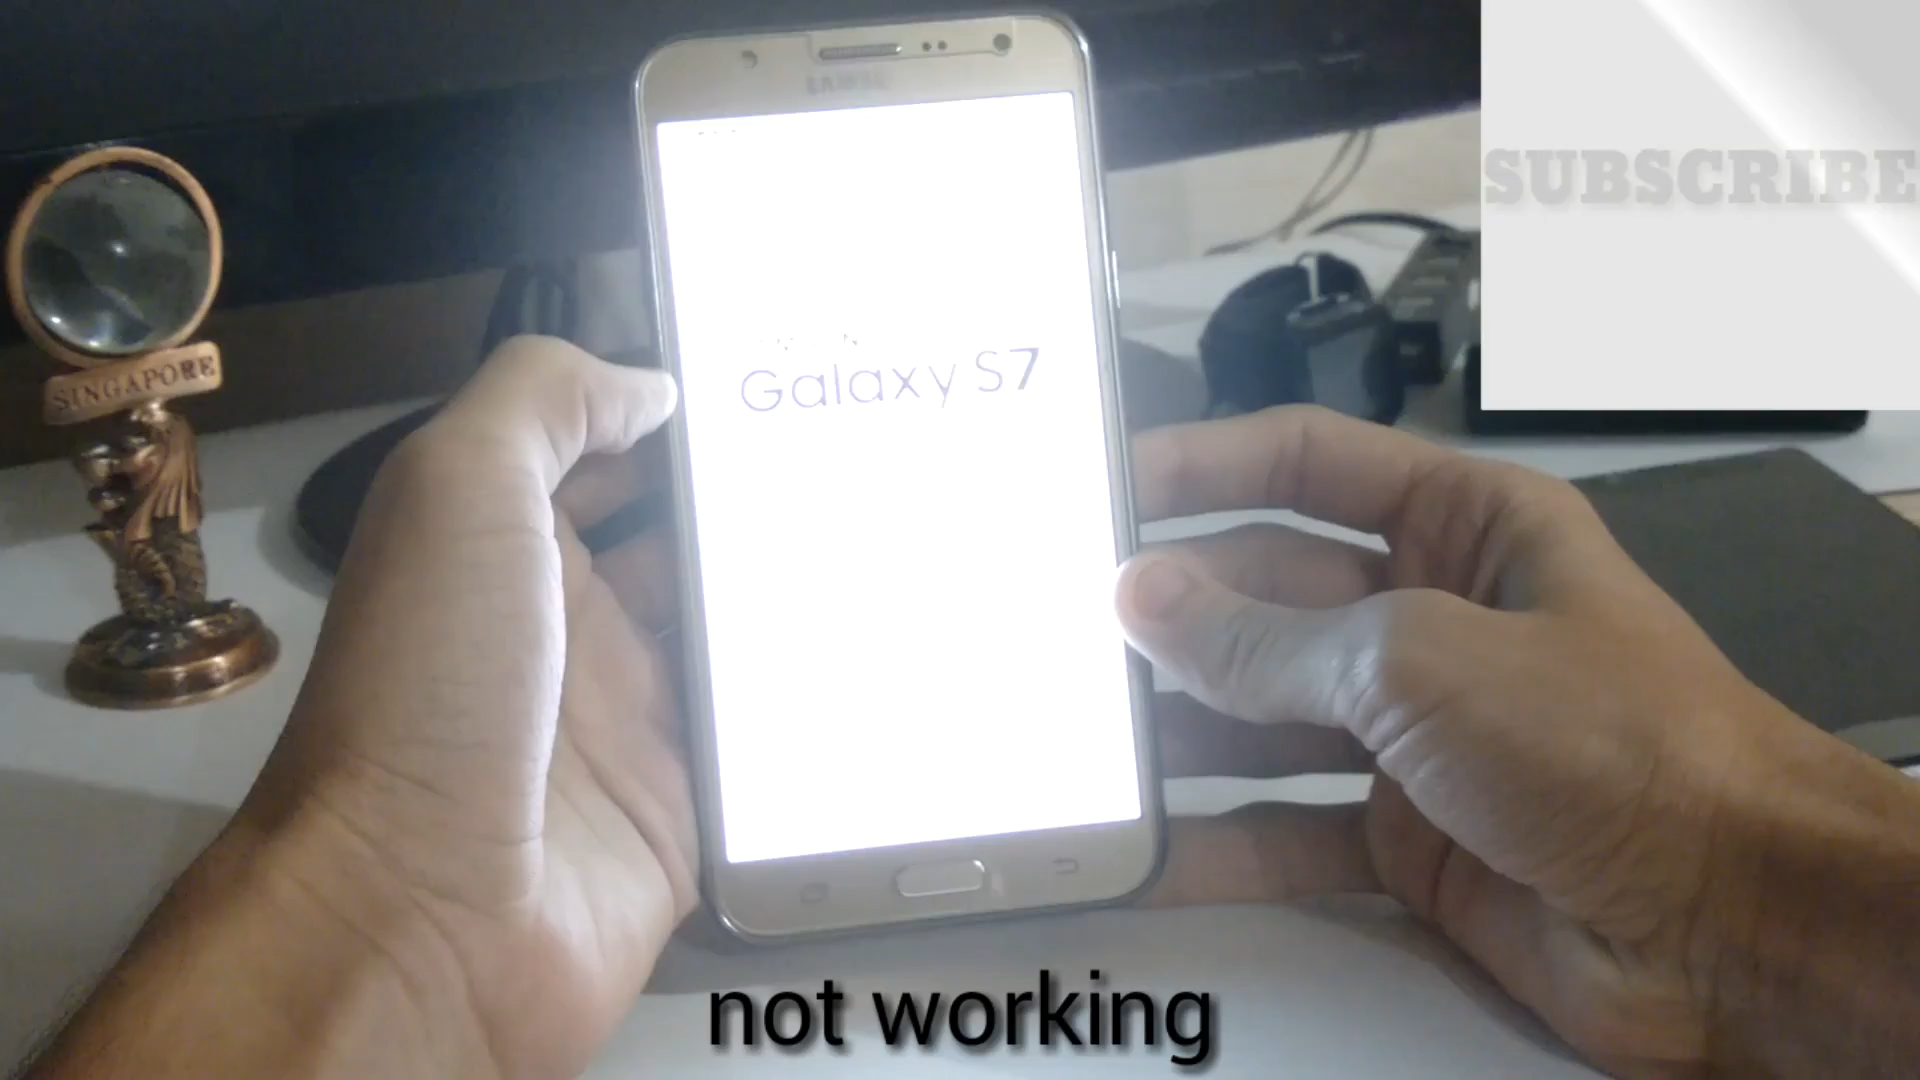 SUBSCRIBE
SAMSUNG
Galaxy S7
SINGAPORE
not working